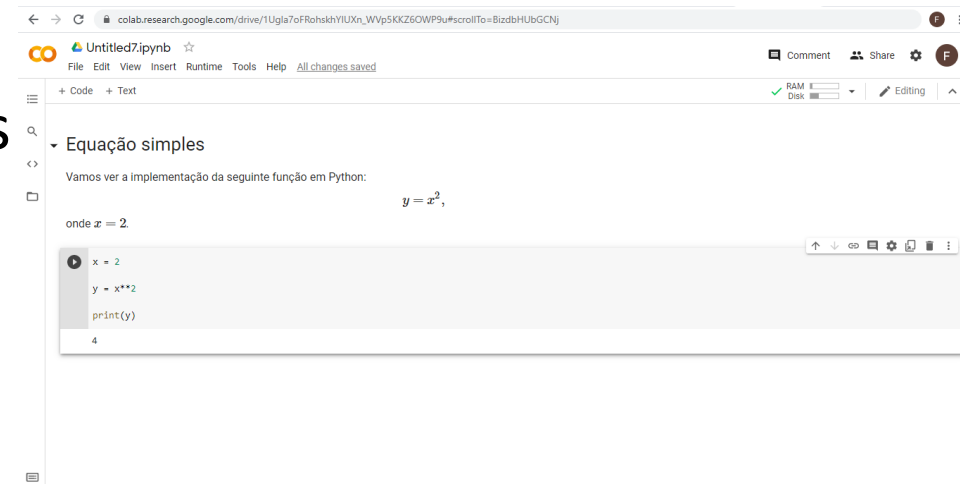 colab.research.google.com/drive/1Ugla7oFRohskhYlUXn_WVp5KKZ6OWP9u#scrollTo=BizdbHUbGCNj
F
Untitled7.ipynb
Comment Share F
File Edit View Insert Runtime Tools Help All changes saved
+ Code + Text
RAM
Disk
Editing
s
Equação simples
Vamos ver a implementação da seguinte função em Python:
y = x²,
onde x = 2.
x = 2
y = x**2
print(y)
4